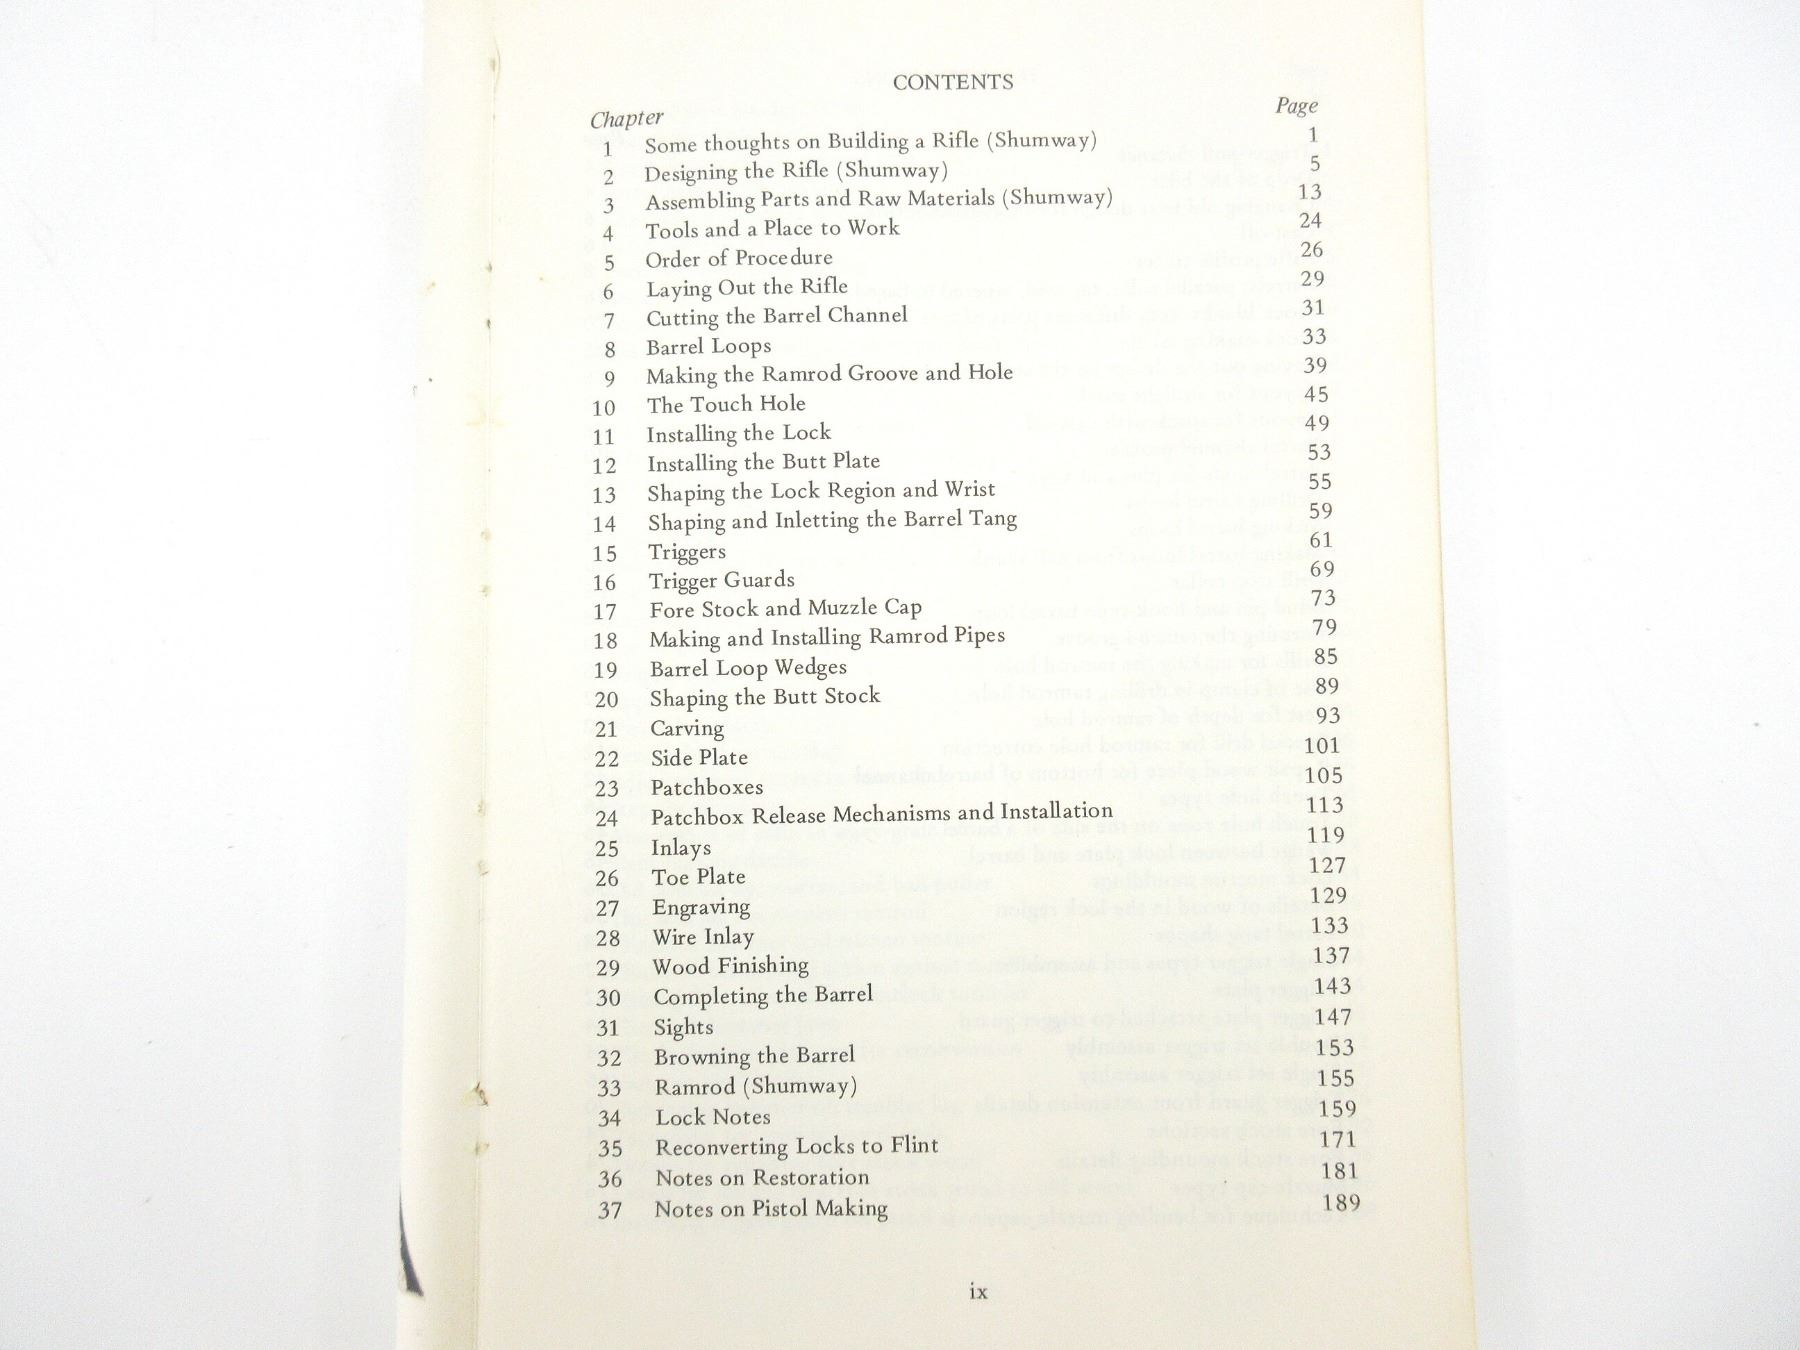 CONTENTS
Chapter Page
1 Some thoughts on Building a Rifle (Shumway) 1
2 Designing the Rifle (Shumway) 5
3 Assembling Parts and Raw Materials (Shumway) 13
4 Tools and a Place to Work 24
5 Order of Procedure 26
6 Laying Out the Rifle 29
7 Cutting the Barrel Channel 31
8 Barrel Loops 33
9 Making the Ramrod Groove and Hole 39
10 The Touch Hole 45
11 Installing the Lock 49
12 Installing the Butt Plate 53
13 Shaping the Lock Region and Wrist 55
14 Shaping and Inletting the Barrel Tang 59
15 Triggers 61
16 Trigger Guards 69
17 Fore Stock and Muzzle Cap 73
18 Making and Installing Ramrod Pipes 79
19 Barrel Loop Wedges 85
20 Shaping the Butt Stock 89
21 Carving 93
22 Side Plate 101
23 Patchboxes 105
24 Patchbox Release Mechanisms and Installation 113
25 Inlays 119
26 Toe Plate 127
27 Engraving 129
28 Wire Inlay 133
29 Wood Finishing 137
30 Completing the Barrel 143
31 Sights 147
32 Browning the Barrel 153
33 Ramrod (Shumway) 155
34 Lock Notes 159
35 Reconverting Locks to Flint 171
36 Notes on Restoration 181
37 Notes on Pistol Making 189
ix